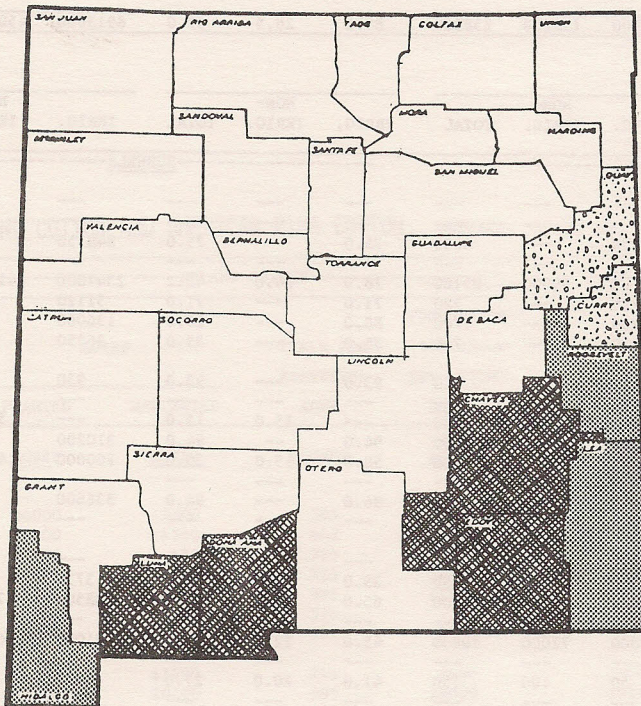 SAN JUAN
RIO ARRIBA
TAOS
COLFAX
UNION
SANDOVAL
MORA
HARDING
McKINLEY
SANTA FE
SAN MIGUEL
QUAY
VALENCIA
BERNALILLO
GUADALUPE
TORRANCE
CURRY
CATRON
SOCORRO
DE BACA
ROOSEVELT
LINCOLN
CHAVES
LEA
SIERRA
OTERO
GRANT
EDDY
DONA ANA
LUNA
HIDALGO